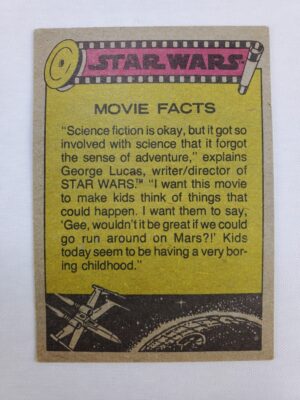 STAR WARS
MOVIE FACTS
"Science fiction is okay, but it got so
involved with science that it forgot
the sense of adventure," explains
George Lucas, writer/director of
STAR WARS.™ "I want this movie
to make kids think of things that
could happen. I want them to say,
'Gee, wouldn't it be great if we could
go run around on Mars?!' Kids
today seem to be having a very bor-
ing childhood."